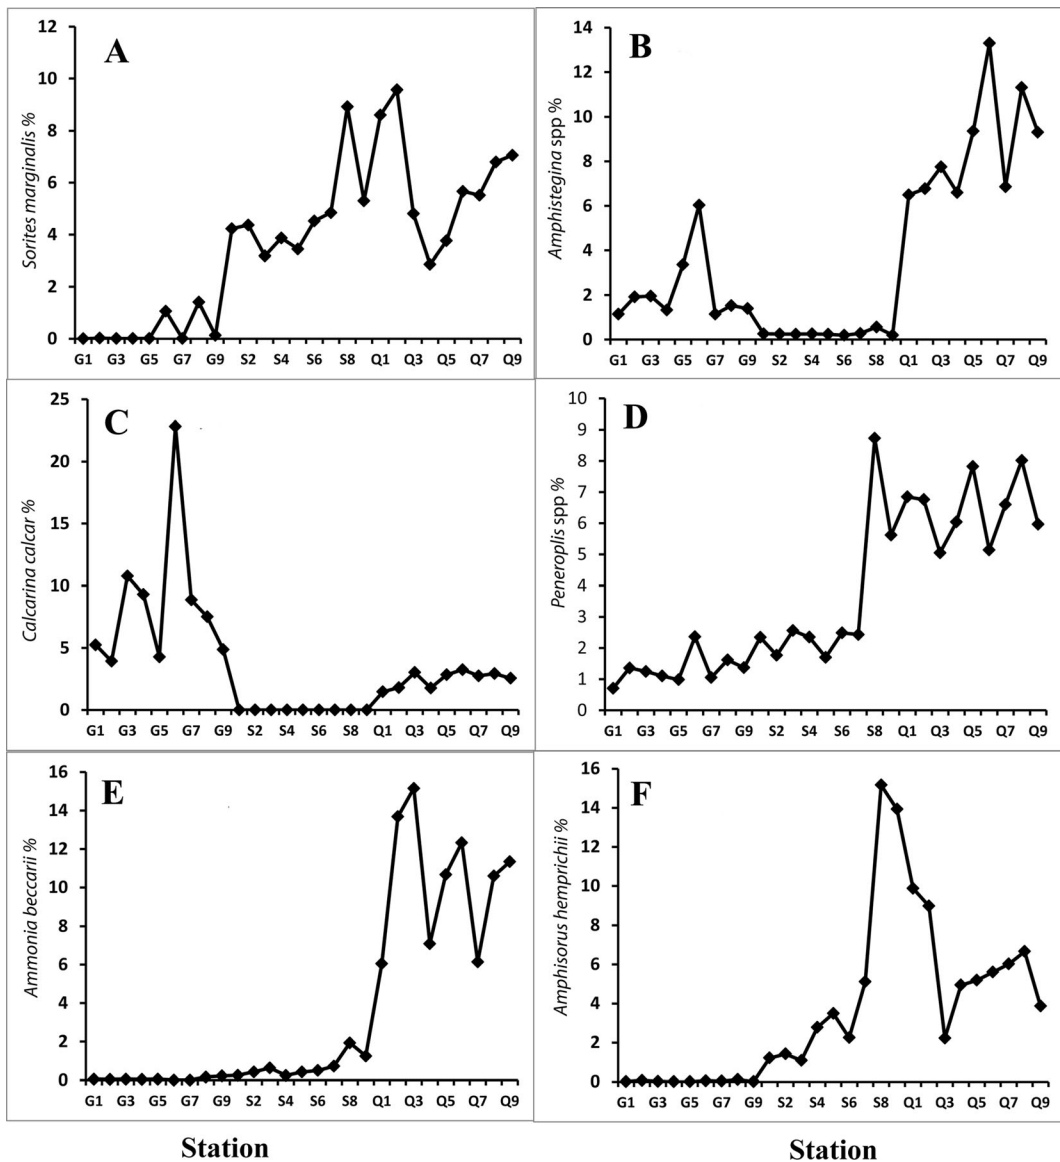 A
Sorites marginalis %
12
10
8
6
4
2
0
G1 G3 G5 G7 G9 S2 S4 S6 S8 Q1 Q3 Q5 Q7 Q9
B
Amphistegina spp %
14
12
10
8
6
4
2
0
G1 G3 G5 G7 G9 S2 S4 S6 S8 Q1 Q3 Q5 Q7 Q9
C
Calcarina calcar %
25
20
15
10
5
0
G1 G3 G5 G7 G9 S2 S4 S6 S8 Q1 Q3 Q5 Q7 Q9
D
Peneroplis spp %
10
9
8
7
6
5
4
3
2
1
0
G1 G3 G5 G7 G9 S2 S4 S6 S8 Q1 Q3 Q5 Q7 Q9
E
Ammonia beccarii %
16
14
12
10
8
6
4
2
0
G1 G3 G5 G7 G9 S2 S4 S6 S8 Q1 Q3 Q5 Q7 Q9
F
Amphisorus hemprichii %
16
14
12
10
8
6
4
2
0
G1 G3 G5 G7 G9 S2 S4 S6 S8 Q1 Q3 Q5 Q7 Q9
Station
Station